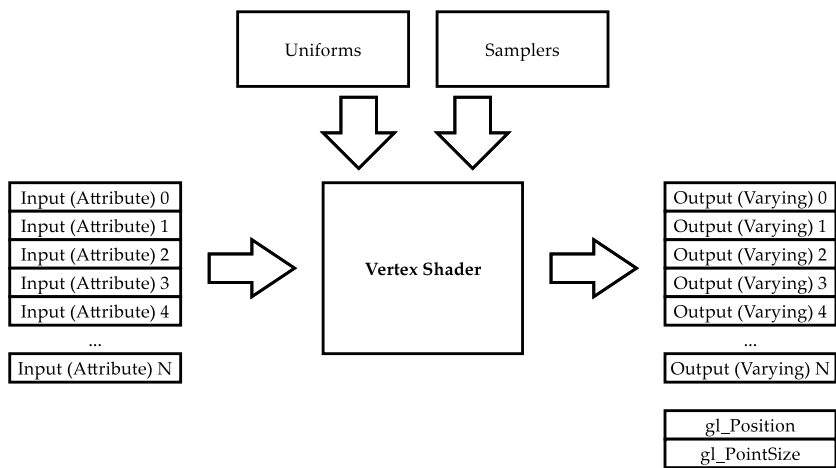 Uniforms
Samplers
Input (Attribute) 0
Input (Attribute) 1
Input (Attribute) 2
Input (Attribute) 3
Input (Attribute) 4
...
Input (Attribute) N
Vertex Shader
Output (Varying) 0
Output (Varying) 1
Output (Varying) 2
Output (Varying) 3
Output (Varying) 4
...
Output (Varying) N
gl_Position
gl_PointSize